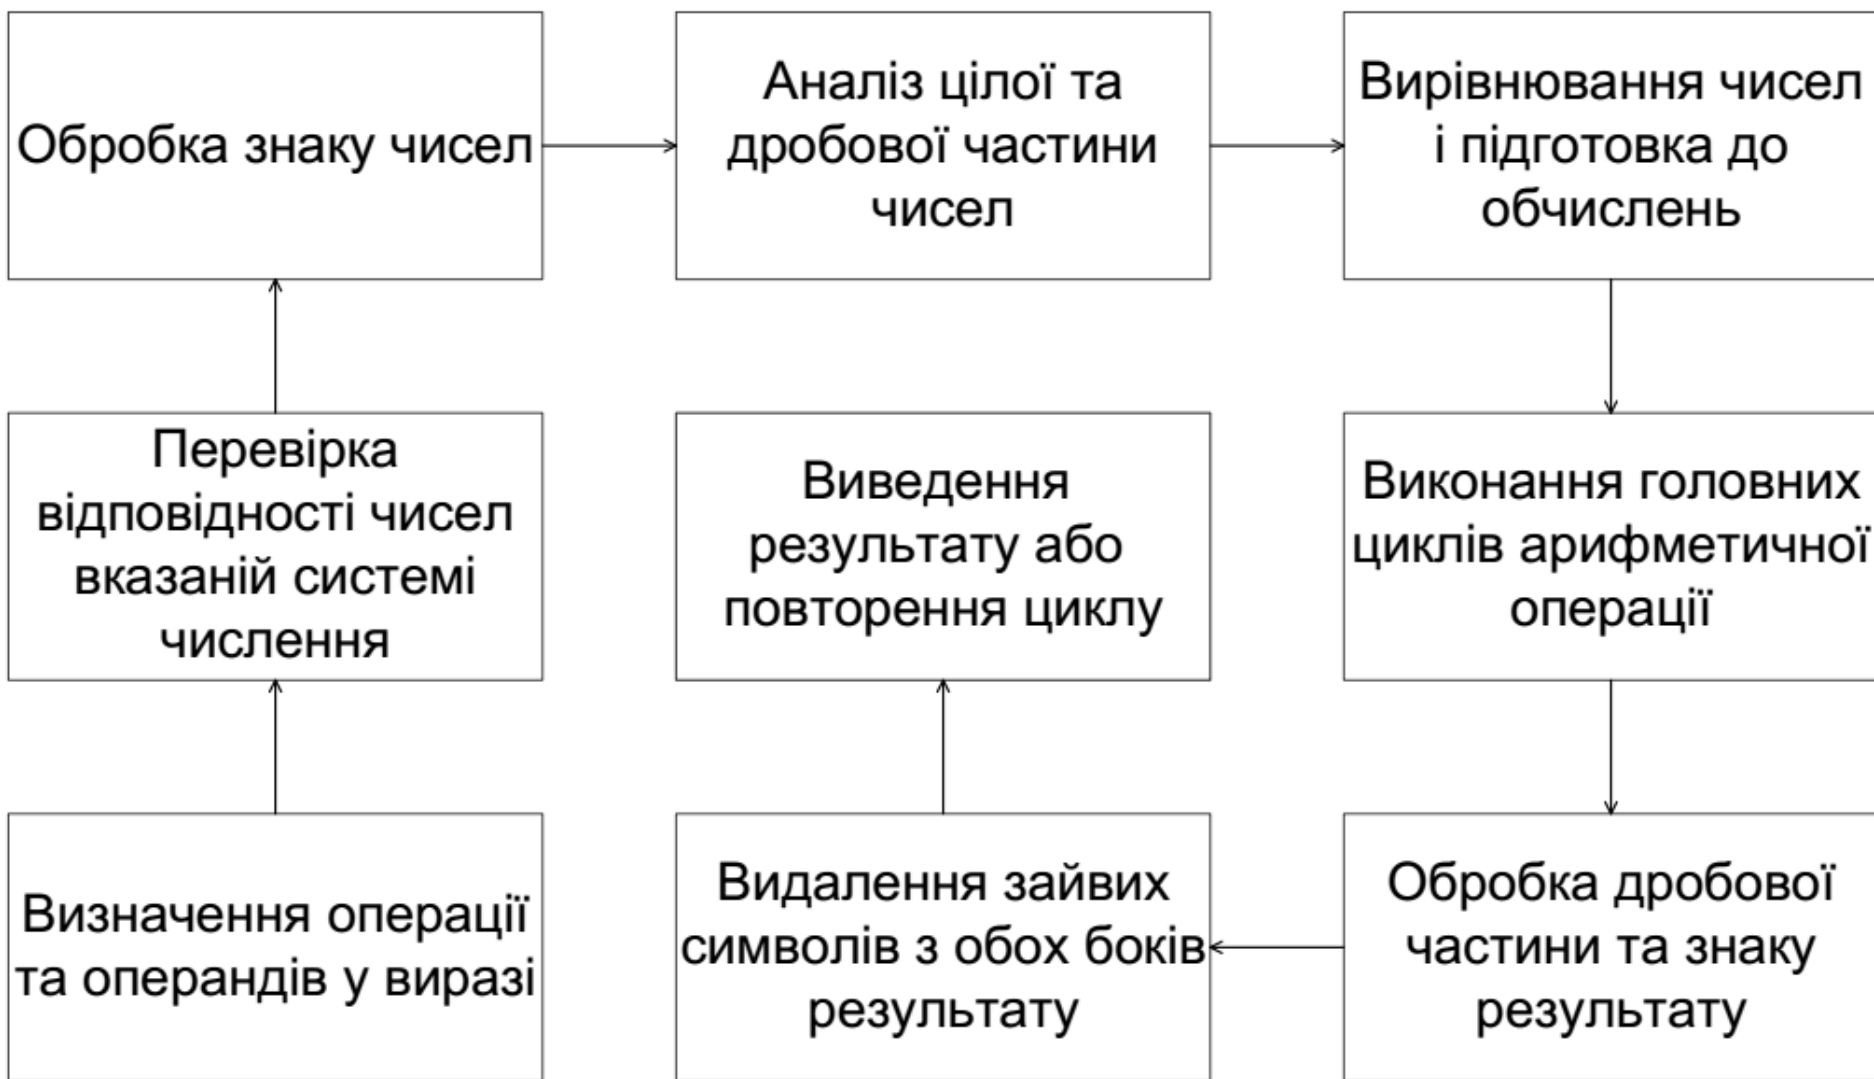 Обробка знаку чисел
Аналіз цілої та
дробової частини
чисел
Вирівнювання чисел
і підготовка до
обчислень
Перевірка
відповідності чисел
вказаній системі
числення
Виведення
результату або
повторення циклу
Виконання головних
циклів арифметичної
операції
Визначення операції
та операндів у виразі
Видалення зайвих
символів з обох боків
результату
Обробка дробової
частини та знаку
результату